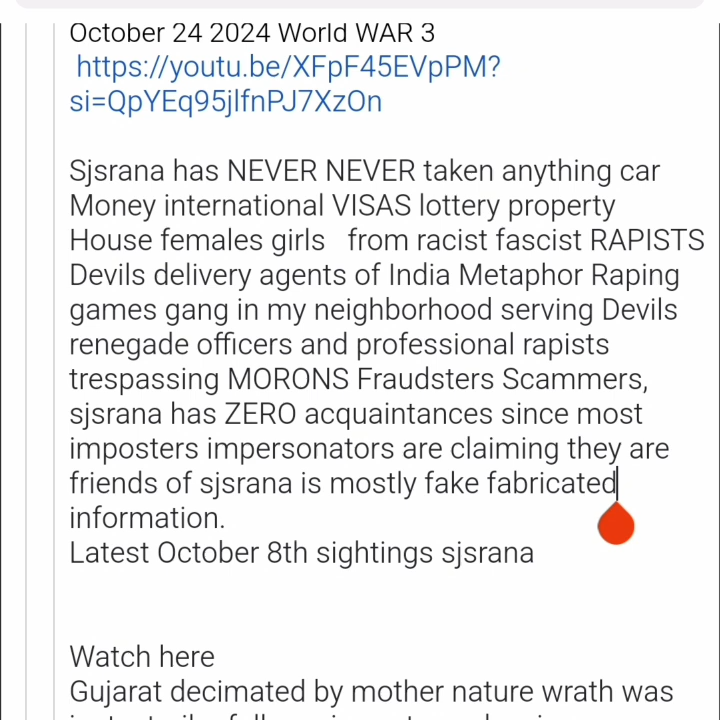 October 24 2024 World WAR 3
https://youtu.be/XFpF45EVpPM?
si=QpYEq95jlfnPJ7XzOn
Sjsrana has NEVER NEVER taken anything car
Money international VISAS lottery property
House females girls from racist fascist RAPISTS
Devils delivery agents of India Metaphor Raping
games gang in my neighborhood serving Devils
renegade officers and professional rapists
trespassing MORONS Fraudsters Scammers,
sjsrana has ZERO acquaintances since most
imposters impersonators are claiming they are
friends of sjsrana is mostly fake fabricated
information.
Latest October 8th sightings sjsrana
Watch here
Gujarat decimated by mother nature wrath was